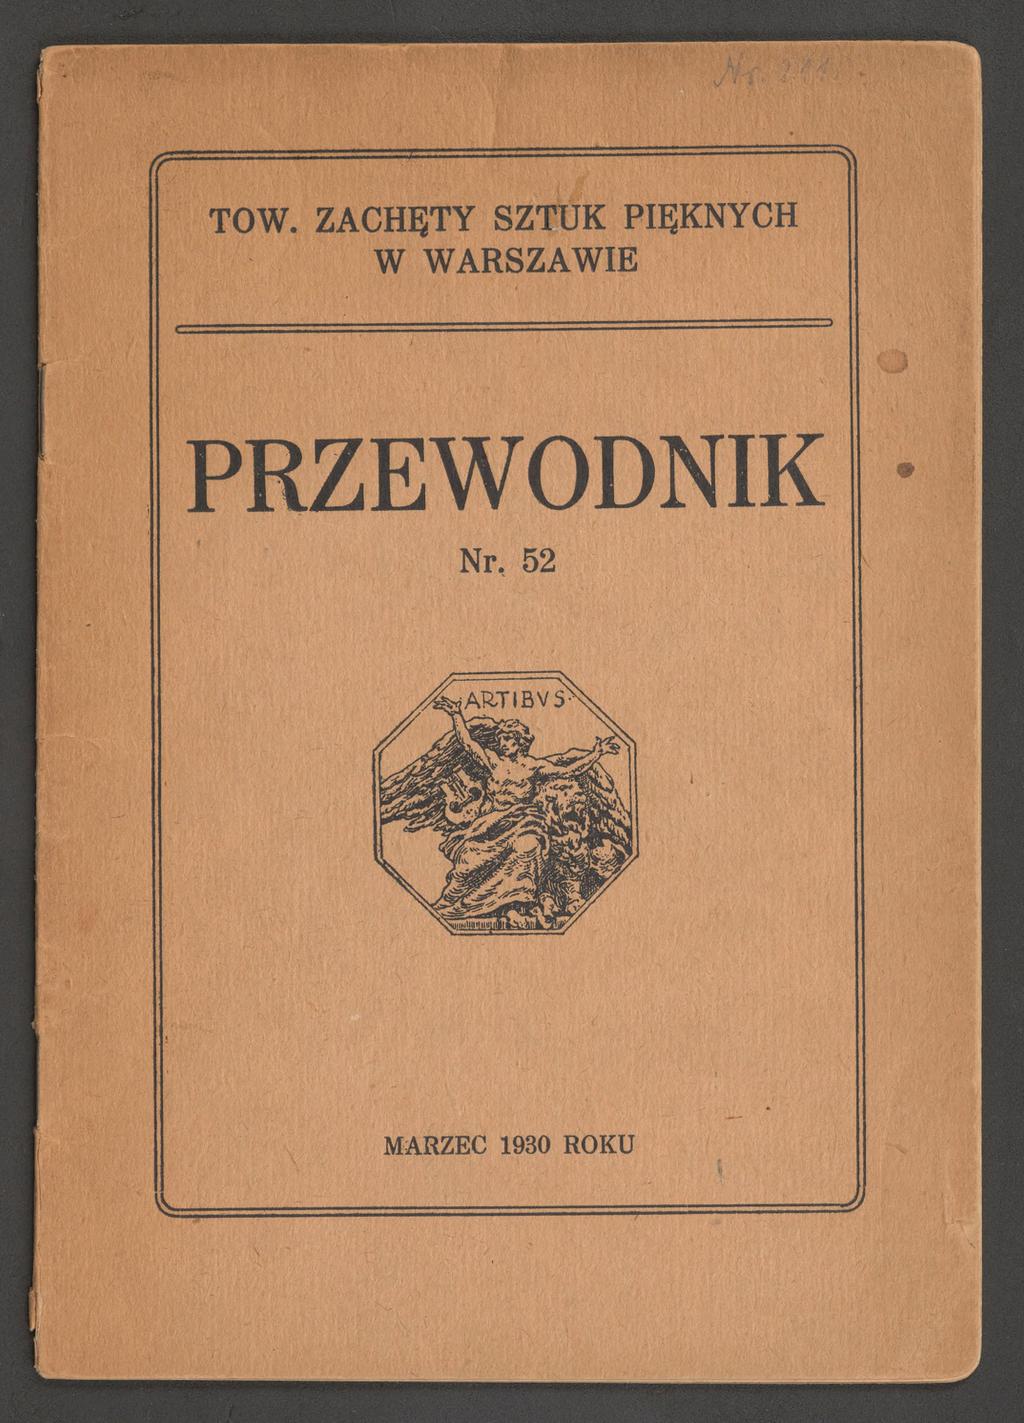 TOW. ZACHĘTY SZTUK PIĘKNYCH
W WARSZAWIE
PRZEWODNIK
Nr. 52
ARTIBVS
MARZEC 1930 ROKU